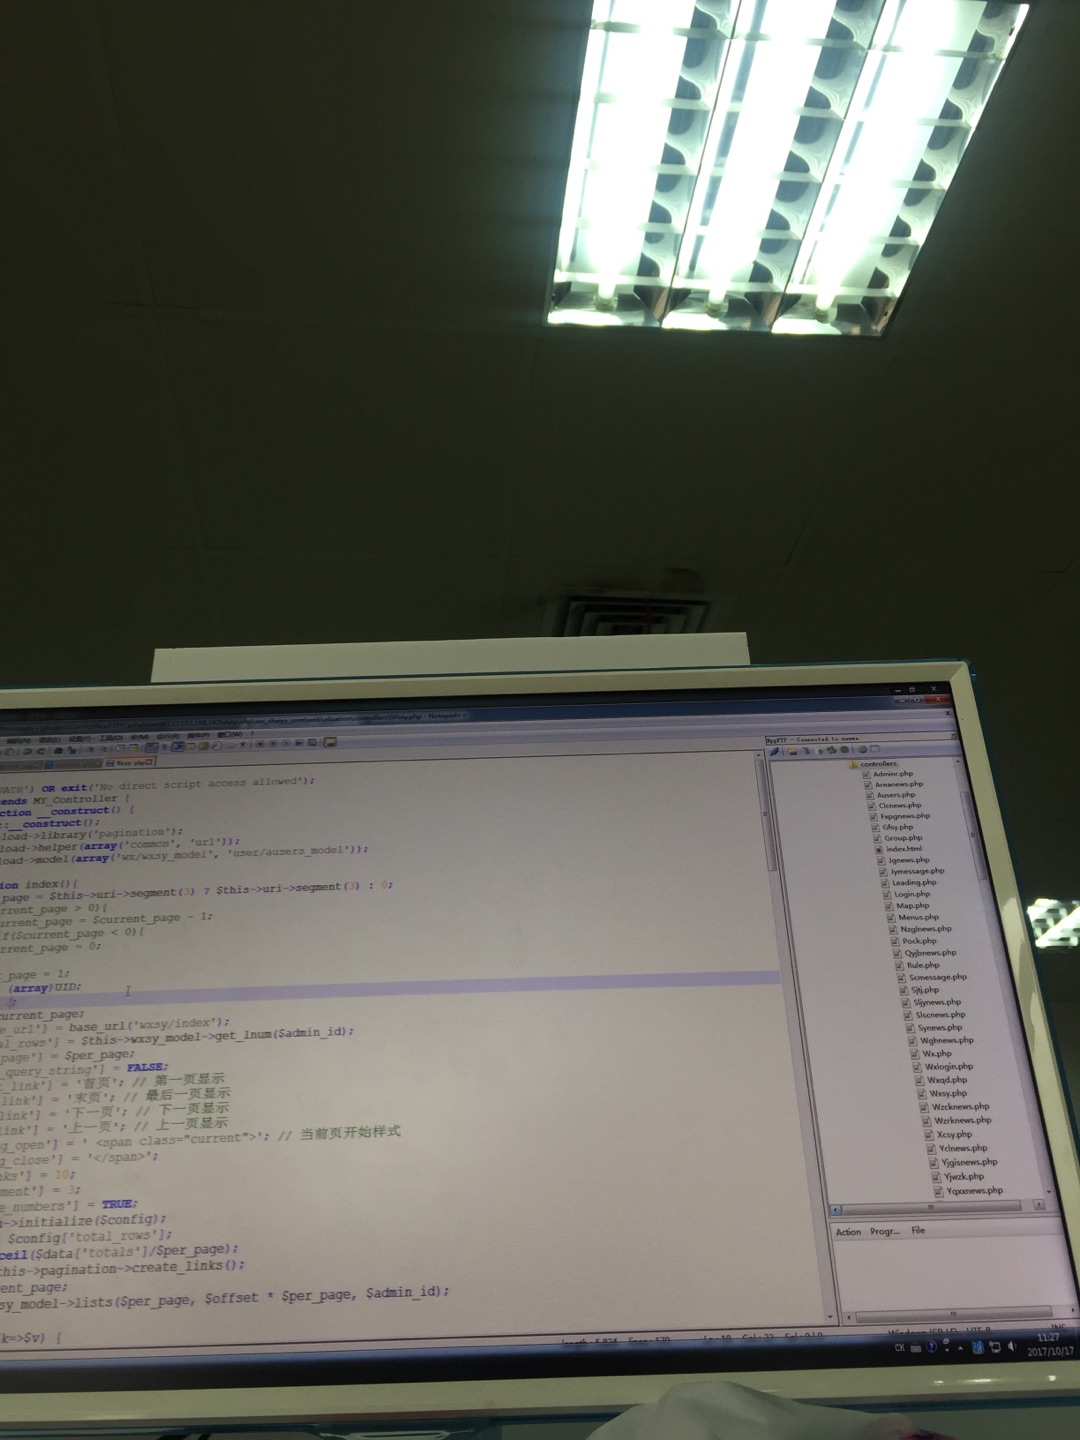 PATH') OR exit('No direct script access allowed');
ends MY_Controller {
ction __construct() {
::__construct();
load->library('pagination');
load->helper(array('common', 'url'));
load->model(array('wx/wxsy_model', 'user/ausers_model'));
ion index(){
page = $this->uri->segment(3) ? $this->uri->segment(3) : 0;
rrent_page > 0){
urrent_page = $current_page - 1;
if($current_page < 0){
rrent_page = 0;
_page = 1;
(array)UID;
current_page;
e_url'] = base_url('wxsy/index');
al_rows'] = $this->wxsy_model->get_lnum($admin_id);
page'] = $per_page;
_query_string'] = FALSE;
_link'] = '首页'; // 第一页显示
link'] = '末页'; // 最后一页显示
link'] = '下一页'; // 下一页显示
link'] = '上一页'; // 上一页显示
g_open'] = ' <span class="current">'; // 当前页开始样式
g_close'] = '</span>';
nks'] = 10;
ment'] = 3;
e_numbers'] = TRUE;
n->initialize($config);
$config['total_rows'];
ceil($data['totals']/$per_page);
this->pagination->create_links();
ent_page;
sy_model->lists($per_page, $offset * $per_page, $admin_id);
k=>$v) {
controllers
Adminr.php
Areanews.php
Ausers.php
Clcnews.php
Fxpgnews.php
Gfsy.php
Group.php
index.html
Jgnews.php
Jymessage.php
Leading.php
Login.php
Map.php
Menus.php
Nzglnews.php
Pock.php
Qyjbnews.php
Rule.php
Scmessage.php
Sjtj.php
Sljynews.php
Slscnews.php
Synews.php
Wghnews.php
Wx.php
Wxlogin.php
Wxqd.php
Wxsy.php
Wzcknews.php
Wzrknews.php
Xcsy.php
Yclnews.php
Yjgisnews.php
Yjwzk.php
Yqxxnews.php
Action Progr... File
CH
11:27
2017/10/17